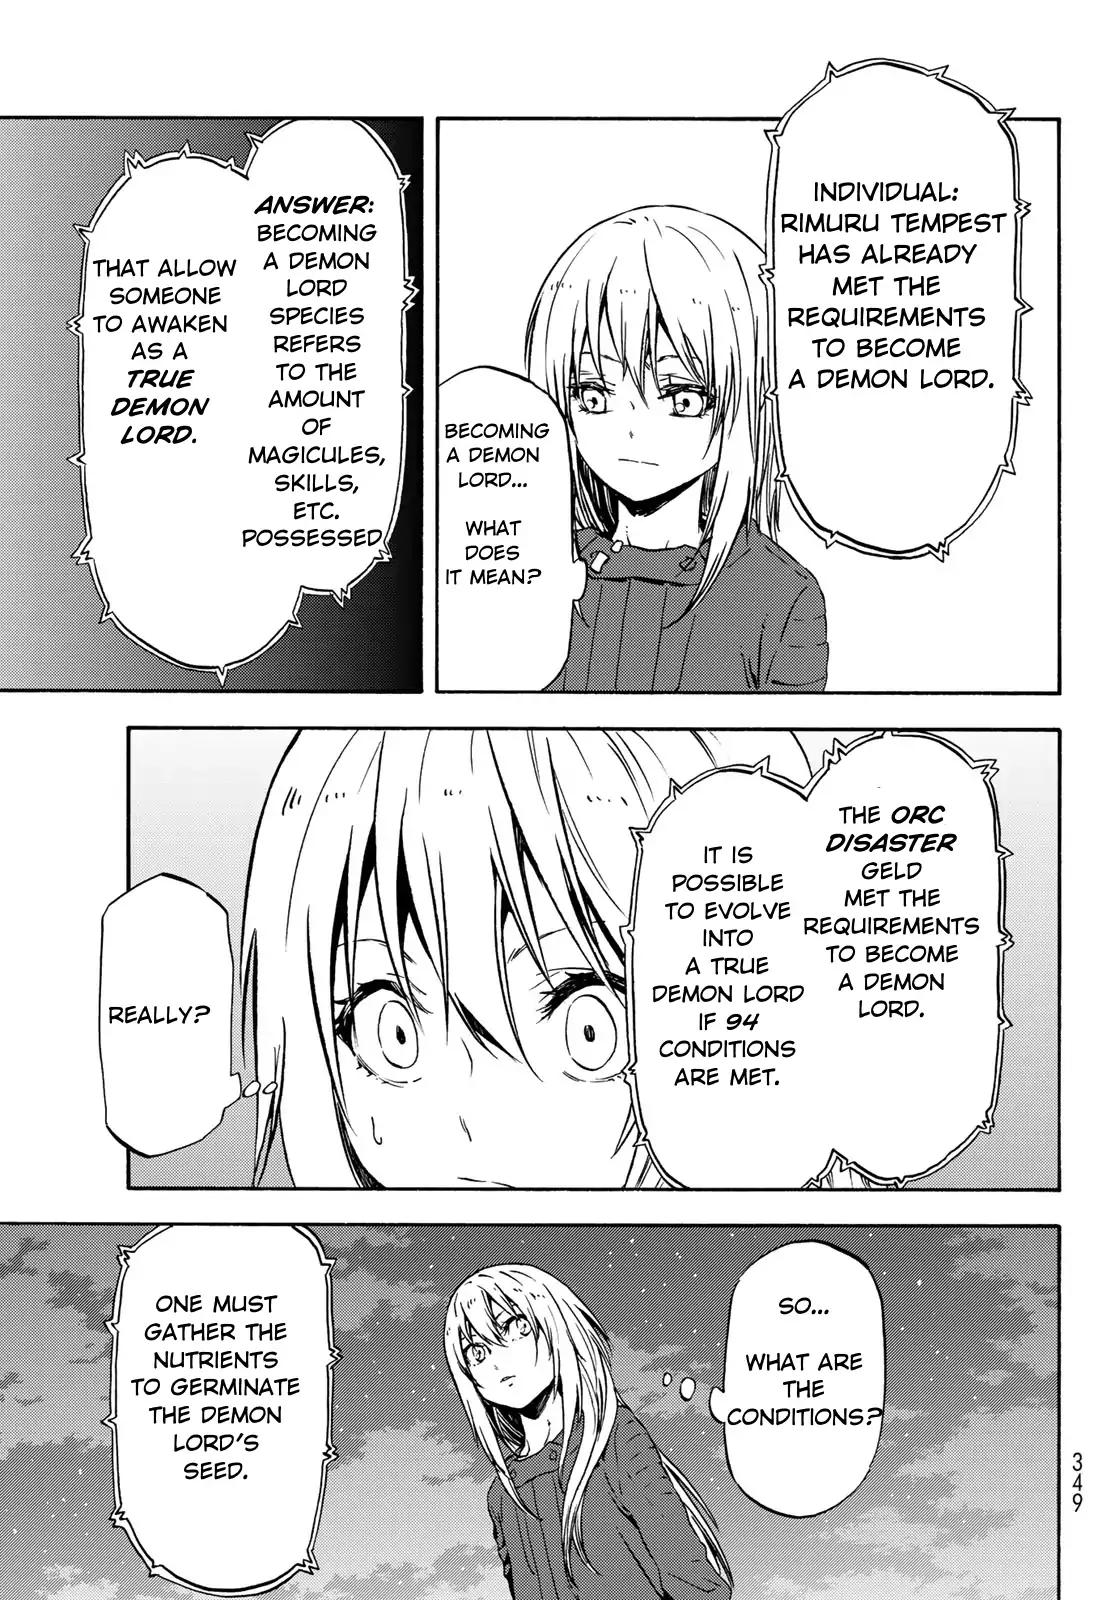 INDIVIDUAL:
RIMURU TEMPEST
HAS ALREADY
MET THE
REQUIREMENTS
TO BECOME
A DEMON LORD.
BECOMING
A DEMON
LORD...
WHAT
DOES
IT MEAN?
ANSWER:
BECOMING
A DEMON
LORD
SPECIES
REFERS
TO THE
AMOUNT
OF
MAGICULES,
SKILLS,
ETC.
POSSESSED
THAT ALLOW
SOMEONE
TO AWAKEN
AS A
TRUE
DEMON
LORD.
THE ORC
DISASTER
GELD
MET THE
REQUIREMENTS
TO BECOME
A DEMON
LORD.
IT IS
POSSIBLE
TO EVOLVE
INTO
A TRUE
DEMON LORD
IF 94
CONDITIONS
ARE MET.
REALLY?
SO...
WHAT ARE
THE
CONDITIONS?
ONE MUST
GATHER THE
NUTRIENTS
TO GERMINATE
THE DEMON
LORD'S
SEED.
349